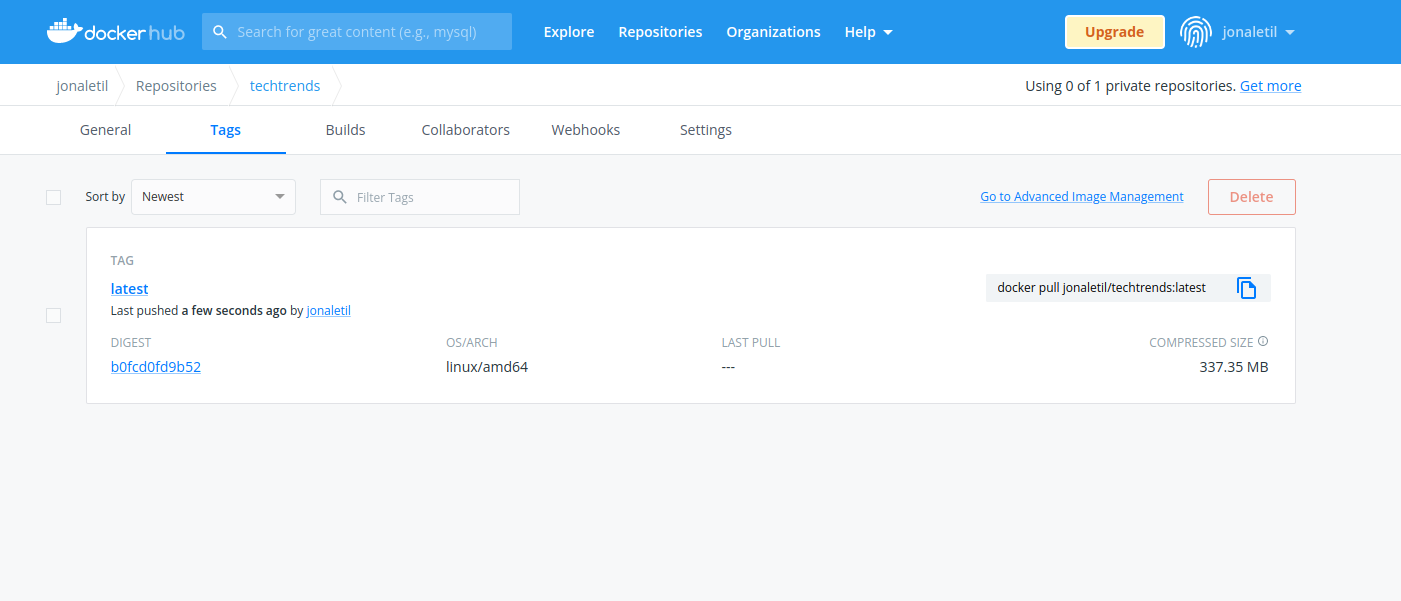 docker hub Search for great content (e.g., mysql) Explore Repositories Organizations Help Upgrade jonaletil
jonaletil Repositories techtrends Using 0 of 1 private repositories. Get more
General Tags Builds Collaborators Webhooks Settings
Sort by Newest Filter Tags Go to Advanced Image Management Delete
TAG
latest
docker pull jonaletil/techtrends:latest
Last pushed a few seconds ago by jonaletil
DIGEST OS/ARCH LAST PULL COMPRESSED SIZE
b0fcd0fd9b52 linux/amd64 --- 337.35 MB